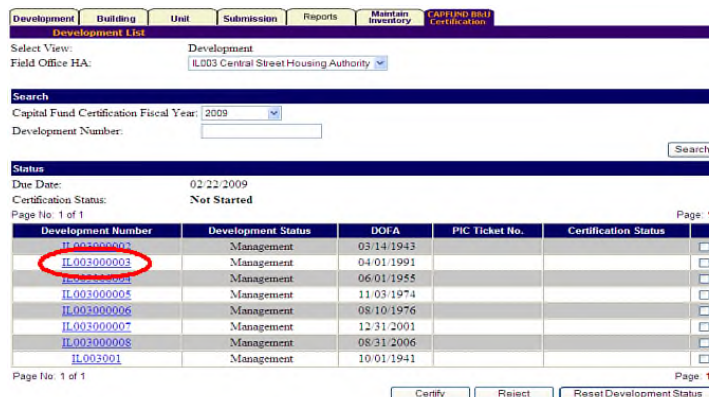 Development Building Unit Submission Reports Maintain Inventory CAPFUND B&U Certification
Development List
Select View: Development
Field Office HA: IL003 Central Street Housing Authority
Search
Capital Fund Certification Fiscal Year: 2009
Development Number:
Search
Status
Due Date: 02/22/2009
Certification Status: Not Started
Page No: 1 of 1 Page: 1
Development Number Development Status DOFA PIC Ticket No. Certification Status
IL003000002 Management 03/14/1943
IL003000003 Management 04/01/1991
IL003000004 Management 06/01/1955
IL003000005 Management 11/03/1974
IL003000006 Management 08/10/1976
IL003000007 Management 12/31/2001
IL003000008 Management 08/31/2006
IL003001 Management 10/01/1941
Page No: 1 of 1 Page: 1
Certify Reject Reset Development Status